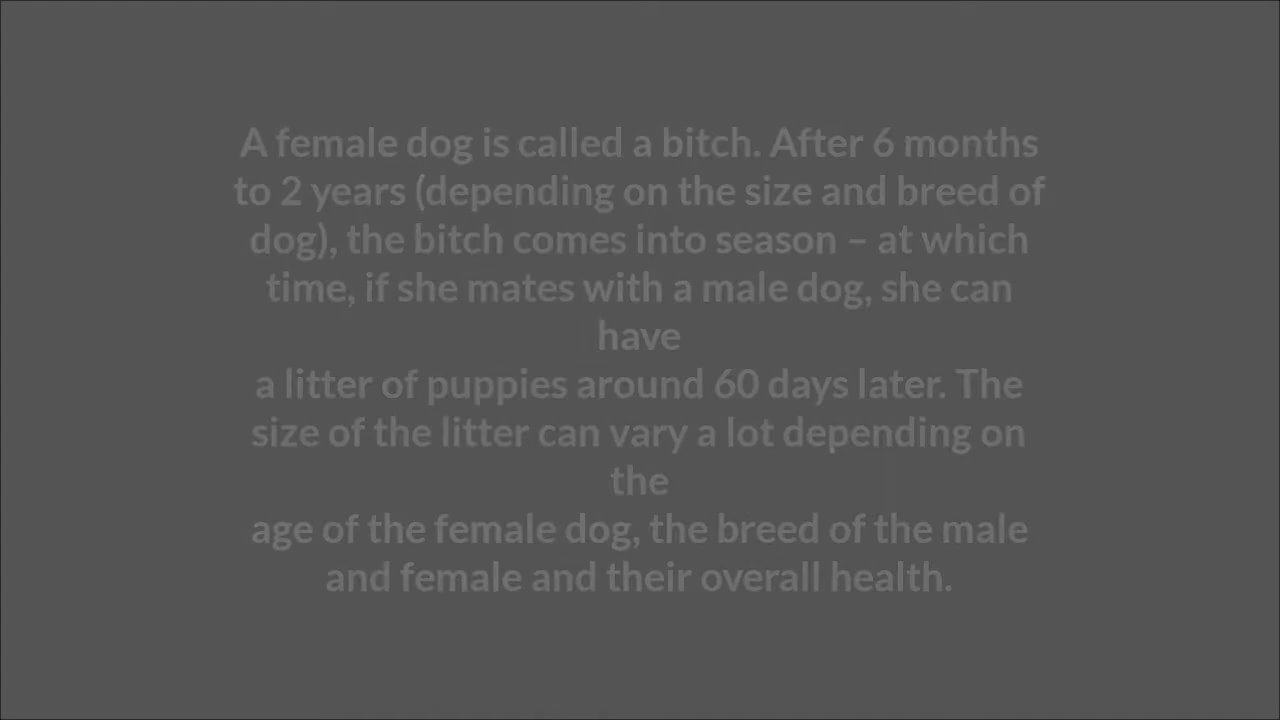 A female dog is called a bitch. After 6 months
to 2 years (depending on the size and breed of
dog), the bitch comes into season – at which
time, if she mates with a male dog, she can
have
a litter of puppies around 60 days later. The
size of the litter can vary a lot depending on
the
age of the female dog, the breed of the male
and female and their overall health.